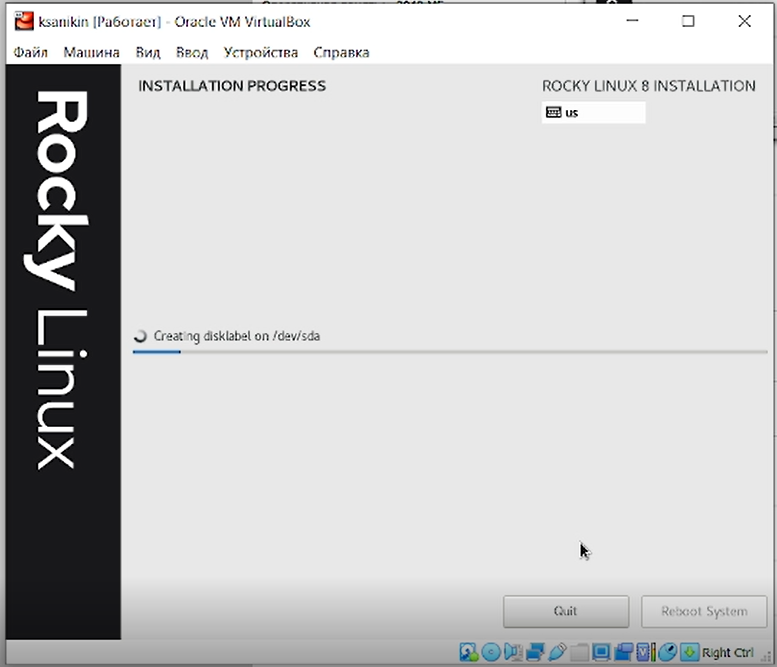 ksanikin [Работает] - Oracle VM VirtualBox
Файл Машина Вид Ввод Устройства Справка
Rocky Linux
INSTALLATION PROGRESS
ROCKY LINUX 8 INSTALLATION
us
Creating disklabel on /dev/sda
Quit
Reboot System
Right Ctrl